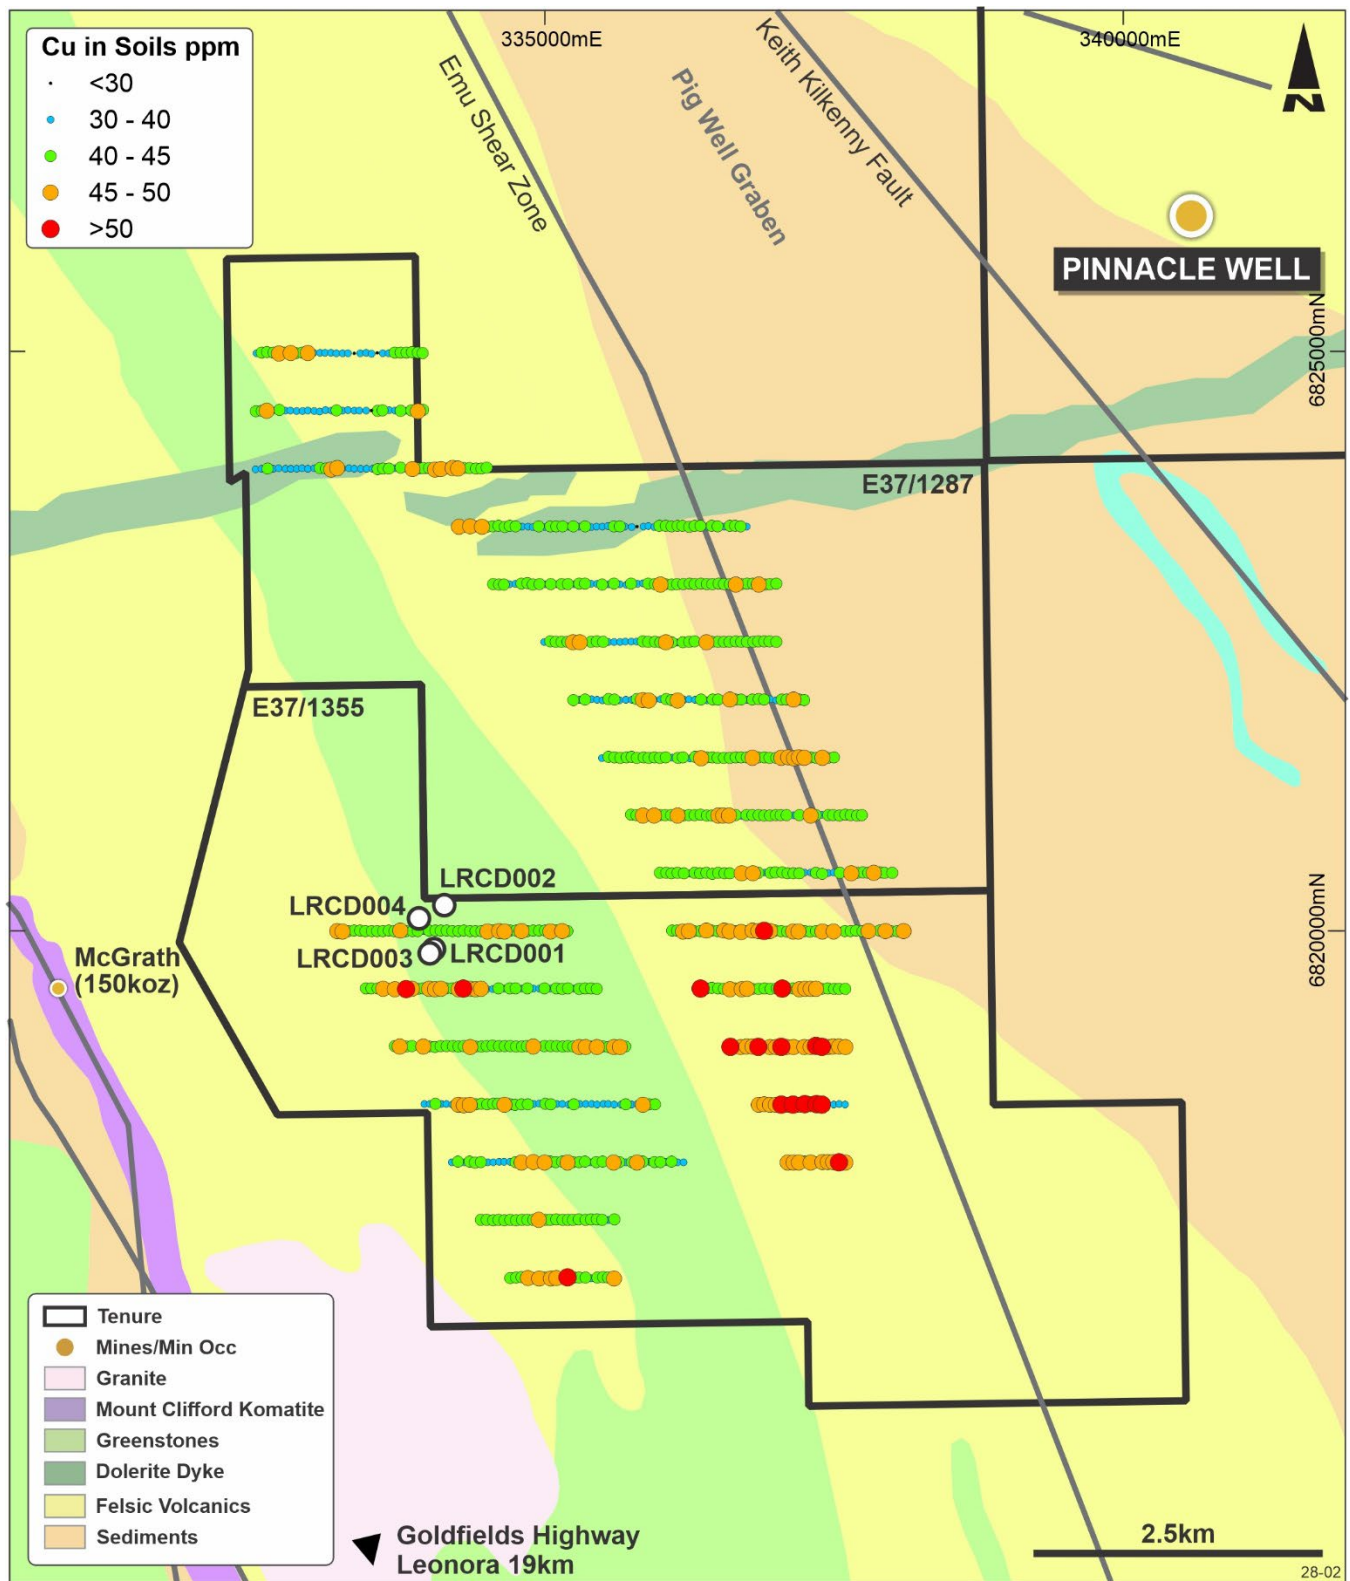 Cu in Soils ppm
<30
30 - 40
40 - 45
45 - 50
>50
335000mE
340000mE
N
Emu Shear Zone
Pig Well Graben
Keith Kilkenny Fault
PINNACLE WELL
6825000mN
E37/1287
E37/1355
LRCD002
LRCD004
LRCD003
LRCD001
6820000mN
McGrath
(150koz)
Tenure
Mines/Min Occ
Granite
Mount Clifford Komatite
Greenstones
Dolerite Dyke
Felsic Volcanics
Sediments
Goldfields Highway
Leonora 19km
2.5km
28-02